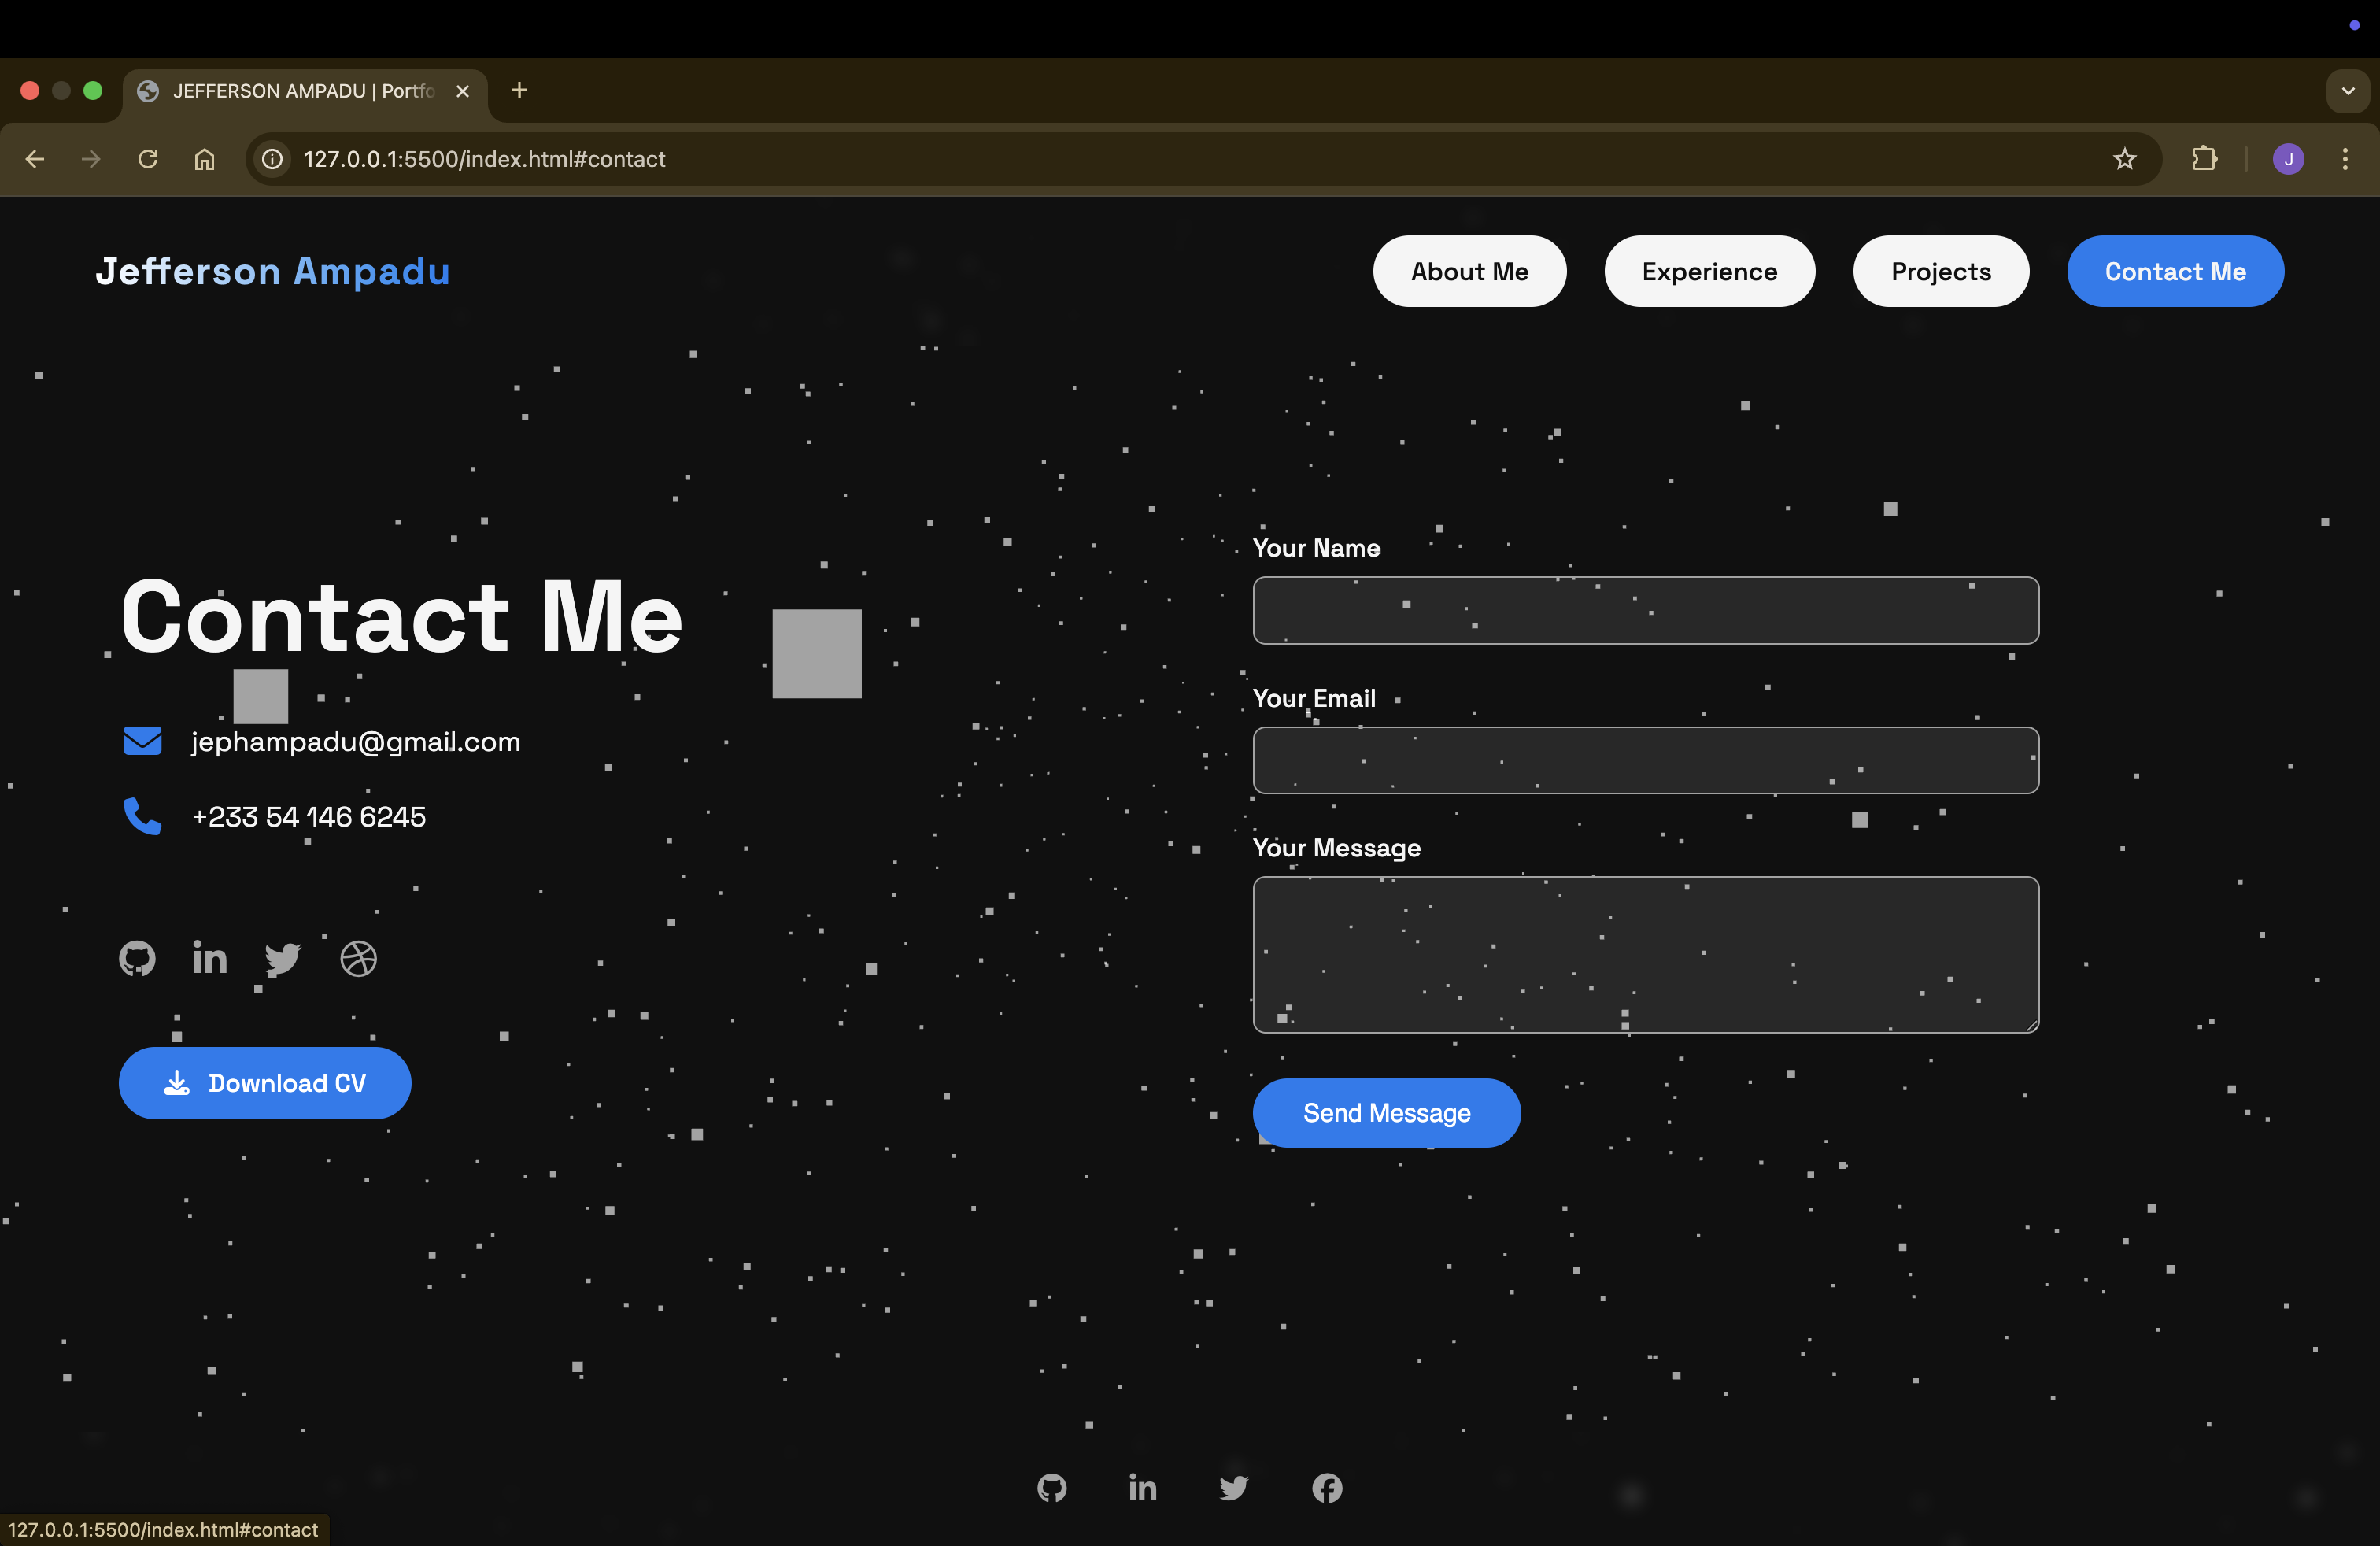 JEFFERSON AMPADU | Portfo
127.0.0.1:5500/index.html#contact
J
Jefferson Ampadu
About Me
Experience
Projects
Contact Me
Contact Me
jephampadu@gmail.com
+233 54 146 6245
Download CV
Your Name
Your Email
Your Message
Send Message
127.0.0.1:5500/index.html#contact